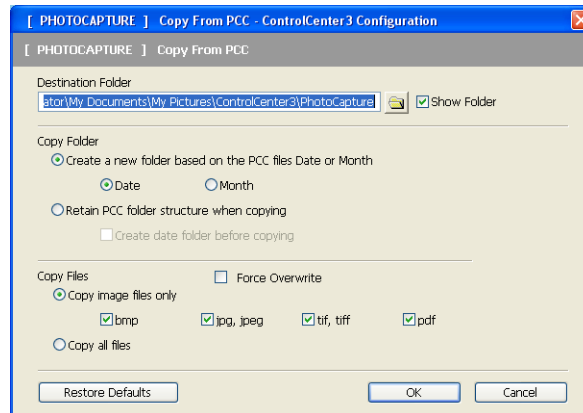 [ PHOTOCAPTURE ] Copy From PCC - ControlCenter3 Configuration
[ PHOTOCAPTURE ] Copy From PCC
Destination Folder
ator\My Documents\My Pictures\ControlCenter3\PhotoCapture Show Folder
Copy Folder
Create a new folder based on the PCC files Date or Month
Date Month
Retain PCC folder structure when copying
Create date folder before copying
Copy Files Force Overwrite
Copy image files only
bmp jpg, jpeg tif, tiff pdf
Copy all files
Restore Defaults OK Cancel